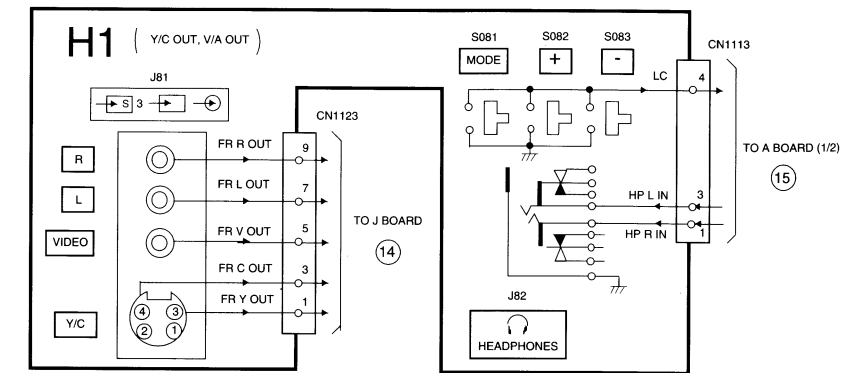 H1 ( Y/C OUT, V/A OUT )
S081 S082 S083
MODE + -
CN1113
J81
S 3
LC 4
CN1123
R FR R OUT 9
L FR L OUT 7
VIDEO FR V OUT 5
FR C OUT 3
FR Y OUT 1
Y/C 4 3 2 1
TO J BOARD
14
TO A BOARD (1/2)
15
HP L IN 3
HP R IN 1
J82
HEADPHONES